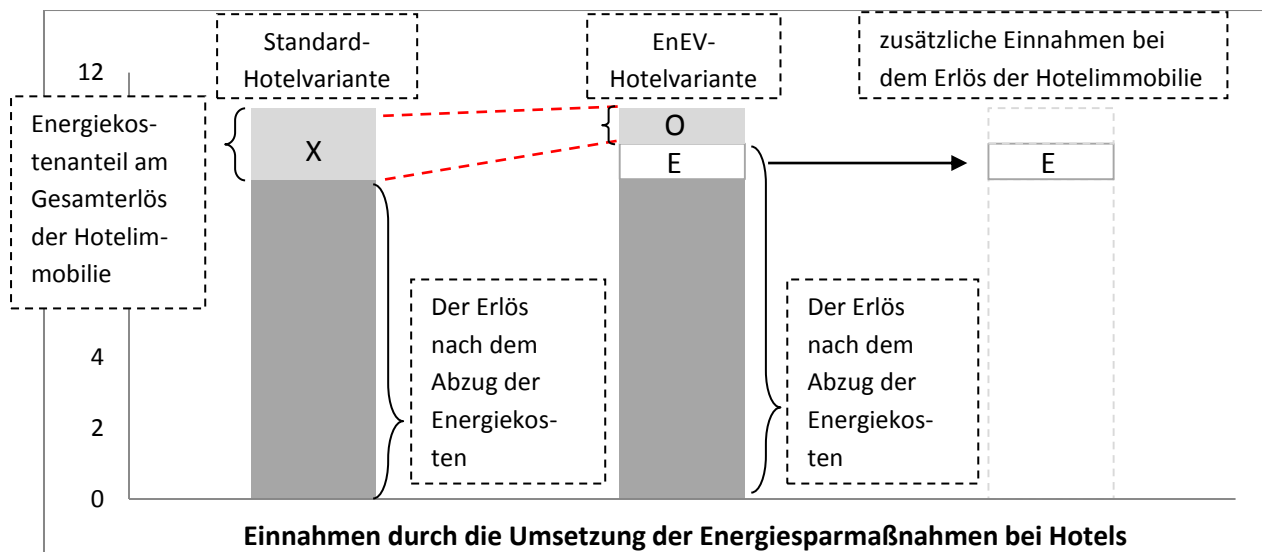 Standard-
Hotelvariante
EnEV-
Hotelvariante
zusätzliche Einnahmen bei
dem Erlös der Hotelimmobilie
12
Energiekos-
tenanteil am
Gesamterlös
der Hotelim-
mobilie
X
O
E
E
Der Erlös
nach dem
Abzug der
Energiekos-
ten
Der Erlös
nach dem
Abzug der
Energiekos-
ten
4
2
0
Einnahmen durch die Umsetzung der Energiesparmaßnahmen bei Hotels